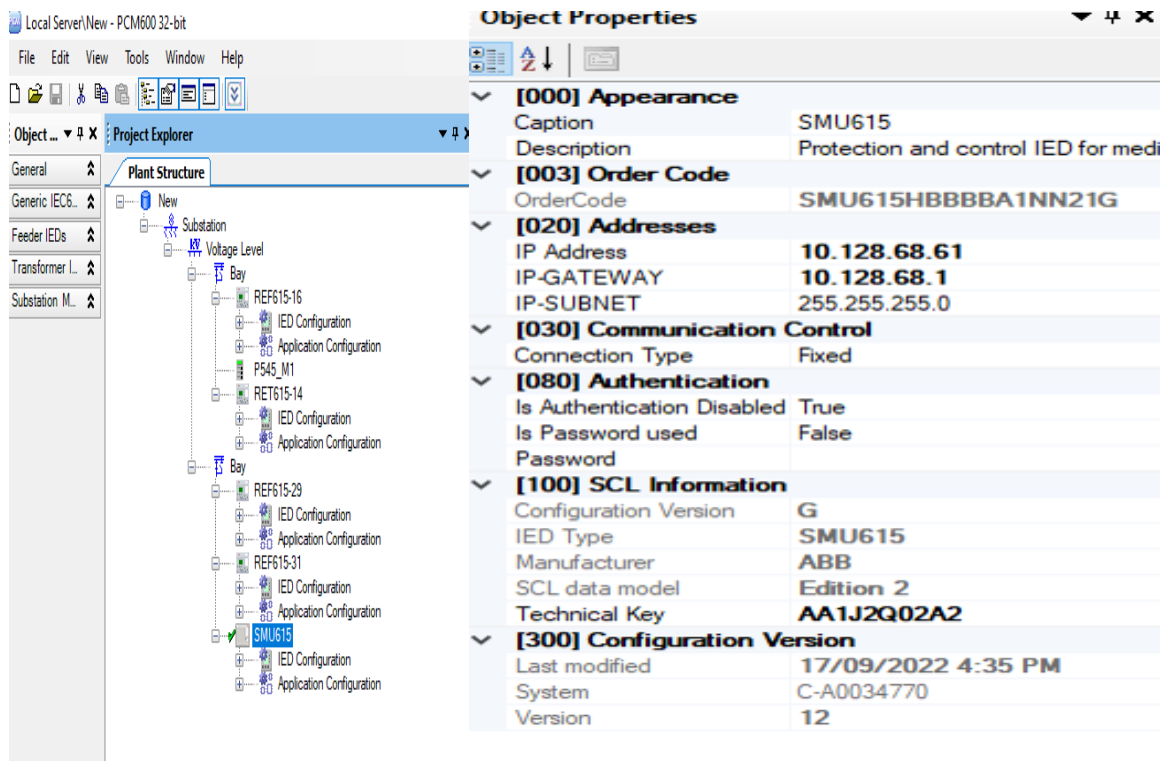 Local Server\New - PCM600 32-bit
File Edit View Tools Window Help
Object ...
Project Explorer
General
Generic IEC6...
Feeder IEDs
Transformer I...
Substation M...
Plant Structure
New
Substation
Voltage Level
Bay
REF615-16
IED Configuration
Application Configuration
P545_M1
RET615-14
IED Configuration
Application Configuration
Bay
REF615-29
IED Configuration
Application Configuration
REF615-31
IED Configuration
Application Configuration
SMU615
IED Configuration
Application Configuration
Object Properties
[000] Appearance
Caption SMU615
Description Protection and control IED for medi
[003] Order Code
OrderCode SMU615HBBBBA1NN21G
[020] Addresses
IP Address 10.128.68.61
IP-GATEWAY 10.128.68.1
IP-SUBNET 255.255.255.0
[030] Communication Control
Connection Type Fixed
[080] Authentication
Is Authentication Disabled True
Is Password used False
Password
[100] SCL Information
Configuration Version G
IED Type SMU615
Manufacturer ABB
SCL data model Edition 2
Technical Key AA1J2Q02A2
[300] Configuration Version
Last modified 17/09/2022 4:35 PM
System C-A0034770
Version 12